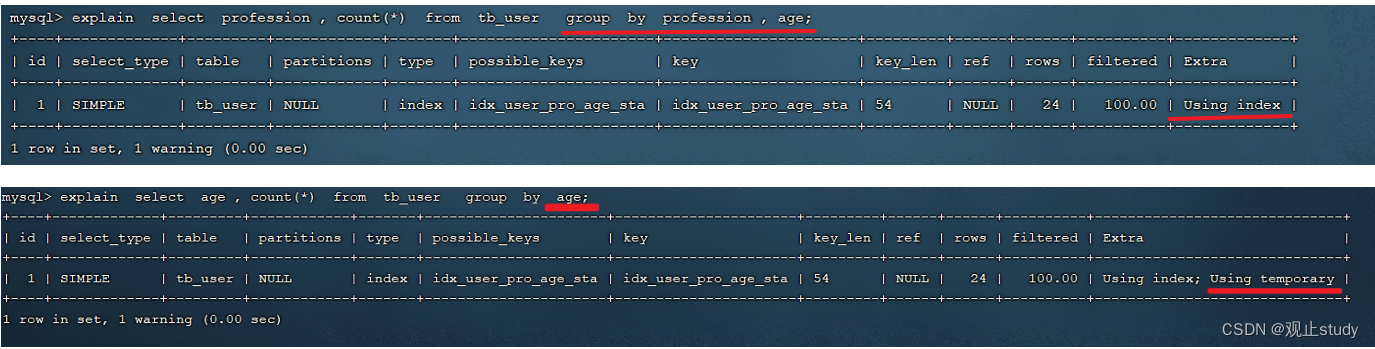 mysql> explain select profession , count(*) from tb_user group by profession , age;
+----+-------------+---------+------------+-------+----------------------+----------------------+---------+------+------+----------+-------------+
| id | select_type | table | partitions | type | possible_keys | key | key_len | ref | rows | filtered | Extra |
+----+-------------+---------+------------+-------+----------------------+----------------------+---------+------+------+----------+-------------+
| 1 | SIMPLE | tb_user | NULL | index | idx_user_pro_age_sta | idx_user_pro_age_sta | 54 | NULL | 24 | 100.00 | Using index |
+----+-------------+---------+------------+-------+----------------------+----------------------+---------+------+------+----------+-------------+
1 row in set, 1 warning (0.00 sec)
mysql> explain select age , count(*) from tb_user group by age;
+----+-------------+---------+------------+-------+----------------------+----------------------+---------+------+------+----------+------------------------------+
| id | select_type | table | partitions | type | possible_keys | key | key_len | ref | rows | filtered | Extra |
+----+-------------+---------+------------+-------+----------------------+----------------------+---------+------+------+----------+------------------------------+
| 1 | SIMPLE | tb_user | NULL | index | idx_user_pro_age_sta | idx_user_pro_age_sta | 54 | NULL | 24 | 100.00 | Using index; Using temporary |
+----+-------------+---------+------------+-------+----------------------+----------------------+---------+------+------+----------+------------------------------+
1 row in set, 1 warning (0.00 sec)
CSDN @观止study